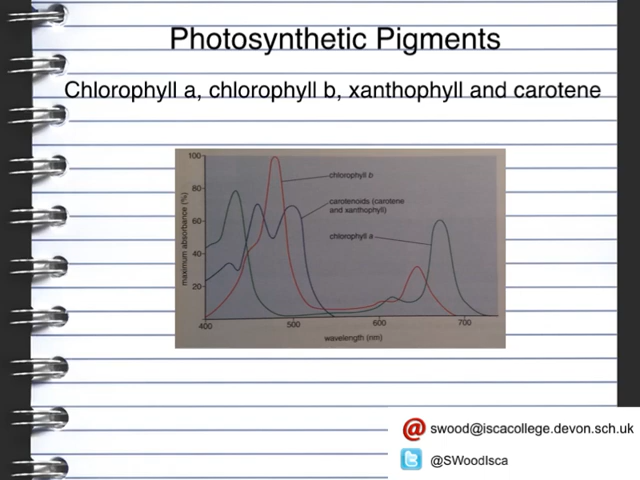 Photosynthetic Pigments
Chlorophyll a, chlorophyll b, xanthophyll and carotene
100
80
60
40
20
maximum absorbance (%)
chlorophyll b
carotenoids (carotene
and xanthophyll)
chlorophyll a
400
500
600
700
wavelength (nm)
swood@iscacollege.devon.sch.uk
@SWoodIsca